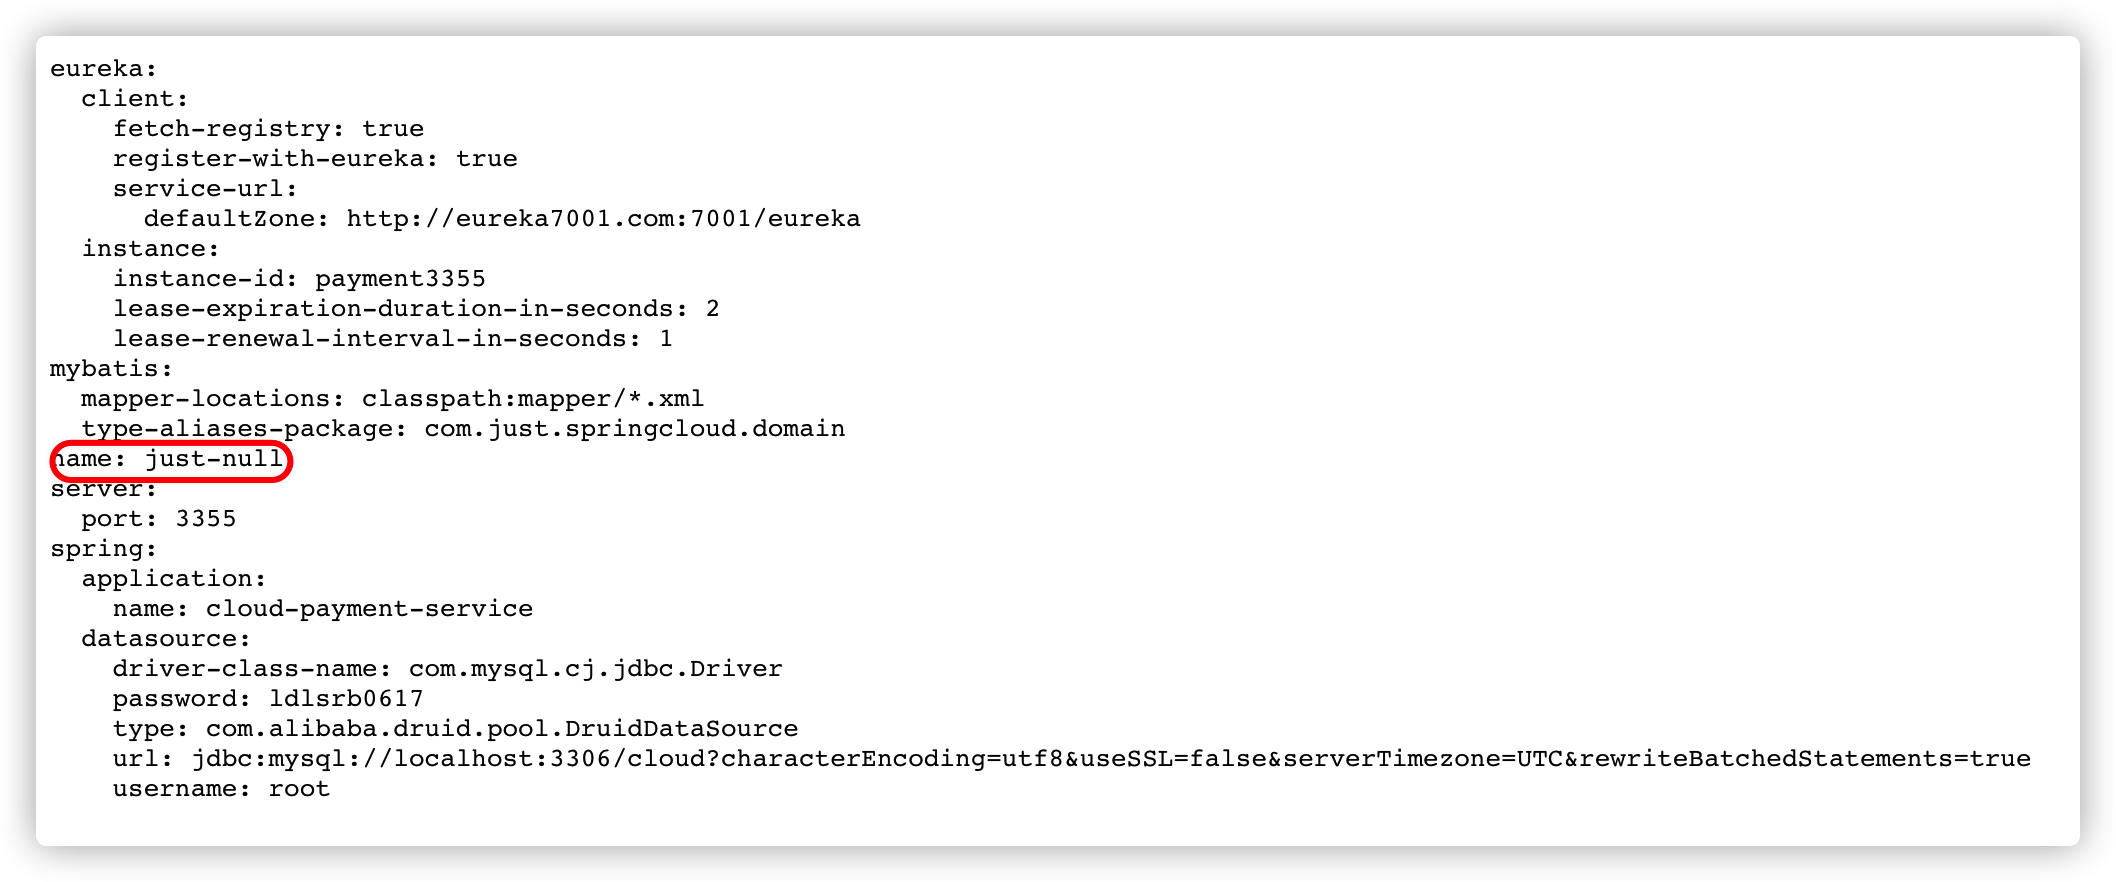 eureka:
  client:
    fetch-registry: true
    register-with-eureka: true
    service-url:
      defaultZone: http://eureka7001.com:7001/eureka
  instance:
    instance-id: payment3355
    lease-expiration-duration-in-seconds: 2
    lease-renewal-interval-in-seconds: 1
mybatis:
  mapper-locations: classpath:mapper/*.xml
  type-aliases-package: com.just.springcloud.domain
name: just-null
server:
  port: 3355
spring:
  application:
    name: cloud-payment-service
  datasource:
    driver-class-name: com.mysql.cj.jdbc.Driver
    password: ldlsrb0617
    type: com.alibaba.druid.pool.DruidDataSource
    url: jdbc:mysql://localhost:3306/cloud?characterEncoding=utf8&useSSL=false&serverTimezone=UTC&rewriteBatchedStatements=true
    username: root